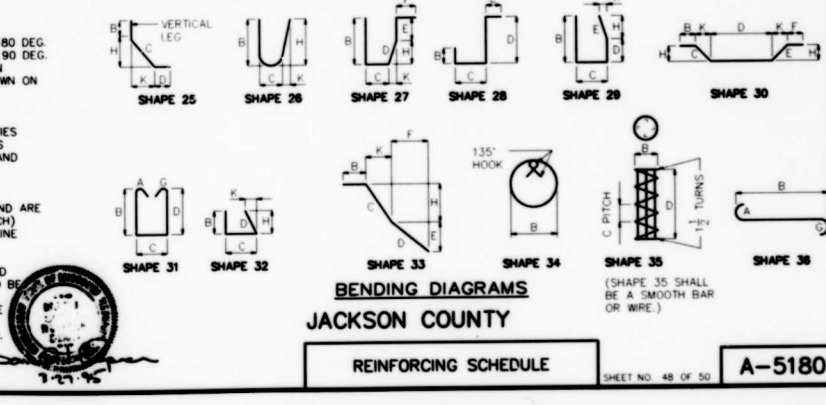 80 DEG.
90 DEG.
WN ON
IES
AND
ND ARE
CH)
INE
D
BE
E
B H VERTICAL LEG C K D
SHAPE 25
B H C K
SHAPE 26
B E D H C K
SHAPE 27
B D C
SHAPE 28
B E D H C
SHAPE 29
B K D K F H C E H
SHAPE 30
A G B D C
SHAPE 31
K B D H C
SHAPE 32
F K B H C E D
SHAPE 33
135° HOOK B
SHAPE 34
B C PITCH D 1 1/2 TURNS
SHAPE 35
(SHAPE 35 SHALL
BE A SMOOTH BAR
OR WIRE.)
B A G
SHAPE 36
BENDING DIAGRAMS
JACKSON COUNTY
REINFORCING SCHEDULE
SHEET NO. 48 OF 50
A-5180
3-27-95